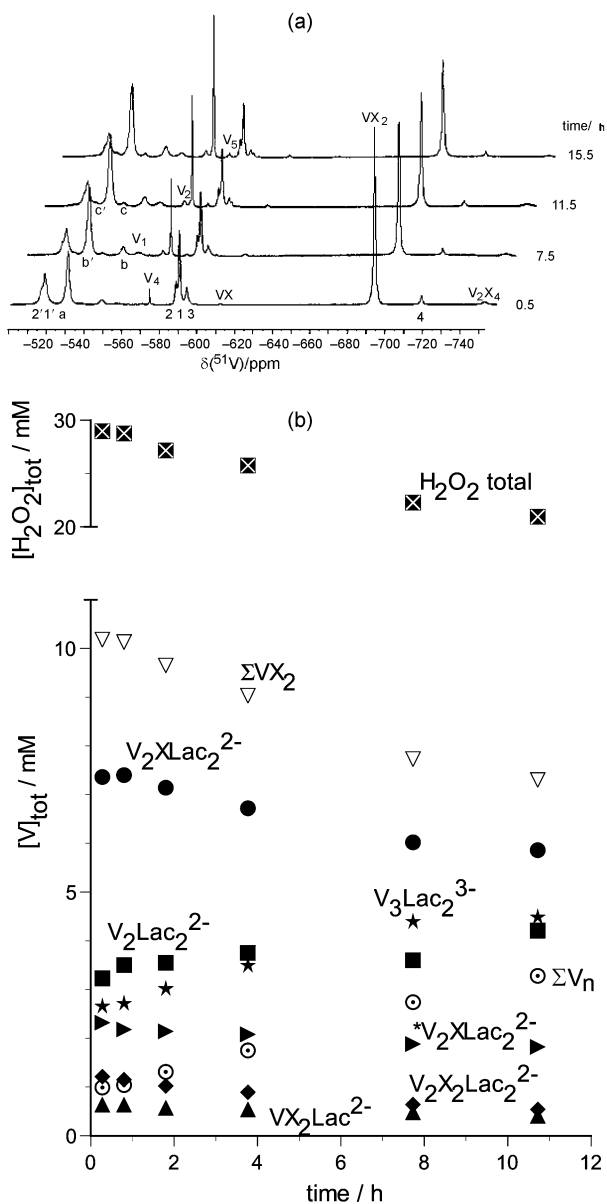 (a)
time/ h
15.5
11.5
7.5
0.5
VX2
V5
V2
c' c
V1
b' b
V4
VX
V2X4
2' 1' a
2 1 3
4
−520 −540 −560 −580 −600 −620 −640 −660 −680 −700 −720 −740
δ(51V)/ppm
(b)
30
20
[H2O2]tot / mM
H2O2 total
10
5
0
[V]tot / mM
ΣVX2
V2XLac2 2-
V3Lac2 3-
V2Lac2 2-
ΣVn
*V2XLac2 2-
V2X2Lac2 2-
VX2Lac2-
0 2 4 6 8 10 12
time / h